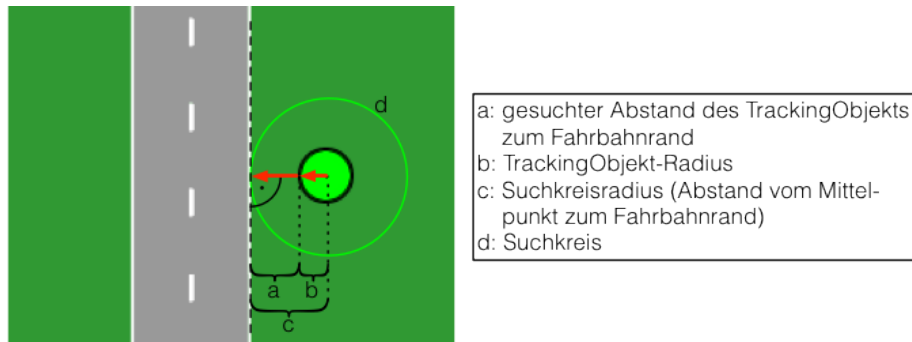 d
a
b
c
a: gesuchter Abstand des TrackingObjekts
zum Fahrbahnrand
b: TrackingObjekt-Radius
c: Suchkreisradius (Abstand vom Mittel-
punkt zum Fahrbahnrand)
d: Suchkreis